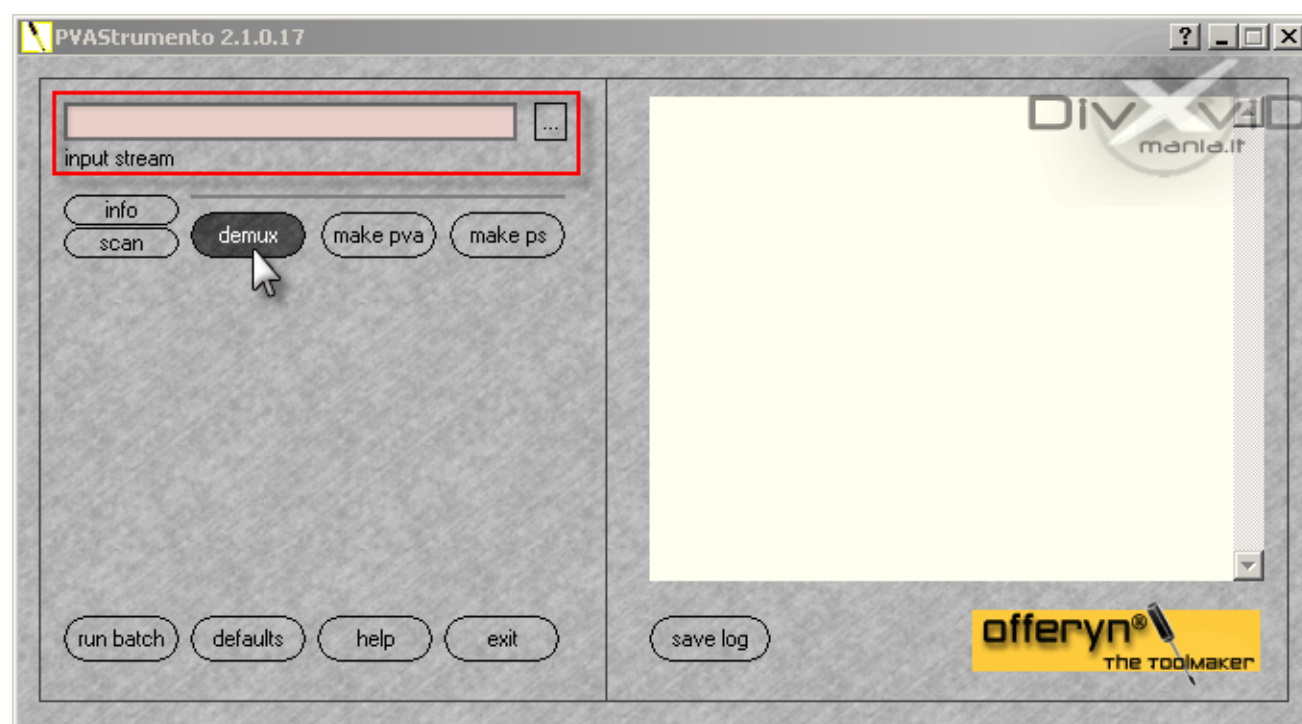 PVAStrumento 2.1.0.17
...
input stream
info
scan
demux
make pva
make ps
run batch
defaults
help
exit
save log
DivXviD
mania.it
offeryn®
The Toolmaker